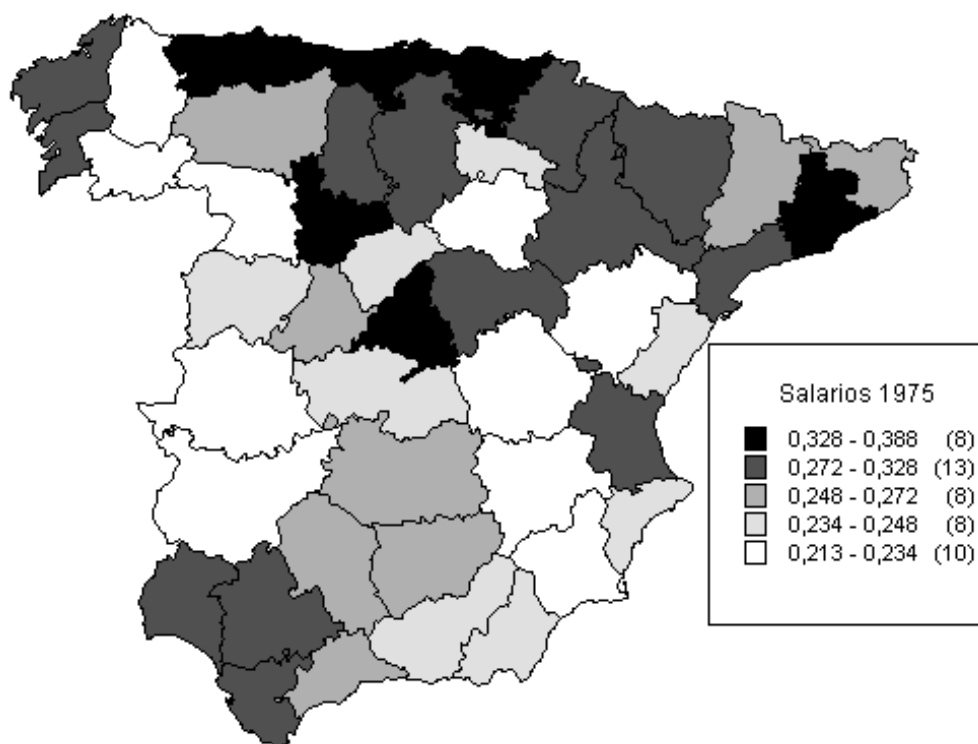 Salarios 1975
0,328 - 0,388 (8)
0,272 - 0,328 (13)
0,248 - 0,272 (8)
0,234 - 0,248 (8)
0,213 - 0,234 (10)